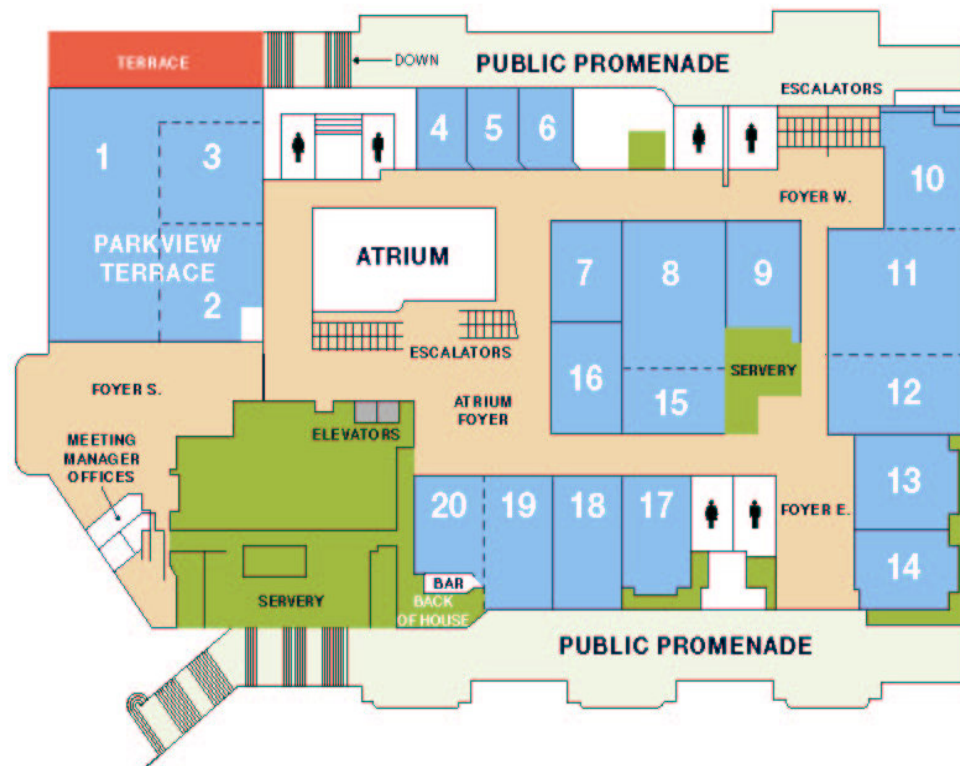 TERRACE
DOWN
PUBLIC PROMENADE
ESCALATORS
1
3
4
5
6
10
FOYER W.
PARKVIEW
TERRACE
2
ATRIUM
7
8
9
11
ESCALATORS
FOYER S.
ATRIUM
FOYER
16
15
SERVERY
12
ELEVATORS
MEETING
MANAGER
OFFICES
20
19
18
17
FOYER E.
13
14
SERVERY
BAR
BACK
OF HOUSE
PUBLIC PROMENADE